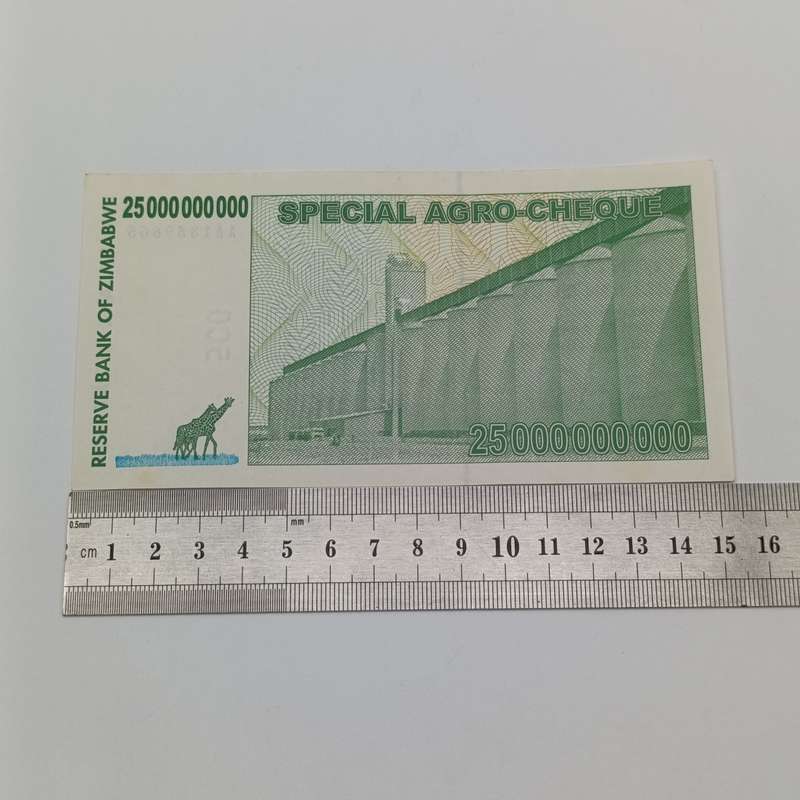 RESERVE BANK OF ZIMBABWE
25000000000
SPECIAL AGRO-CHEQUE
25000000000
0.5mm
mm
cm 1 2 3 4 5 6 7 8 9 10 11 12 13 14 15 16